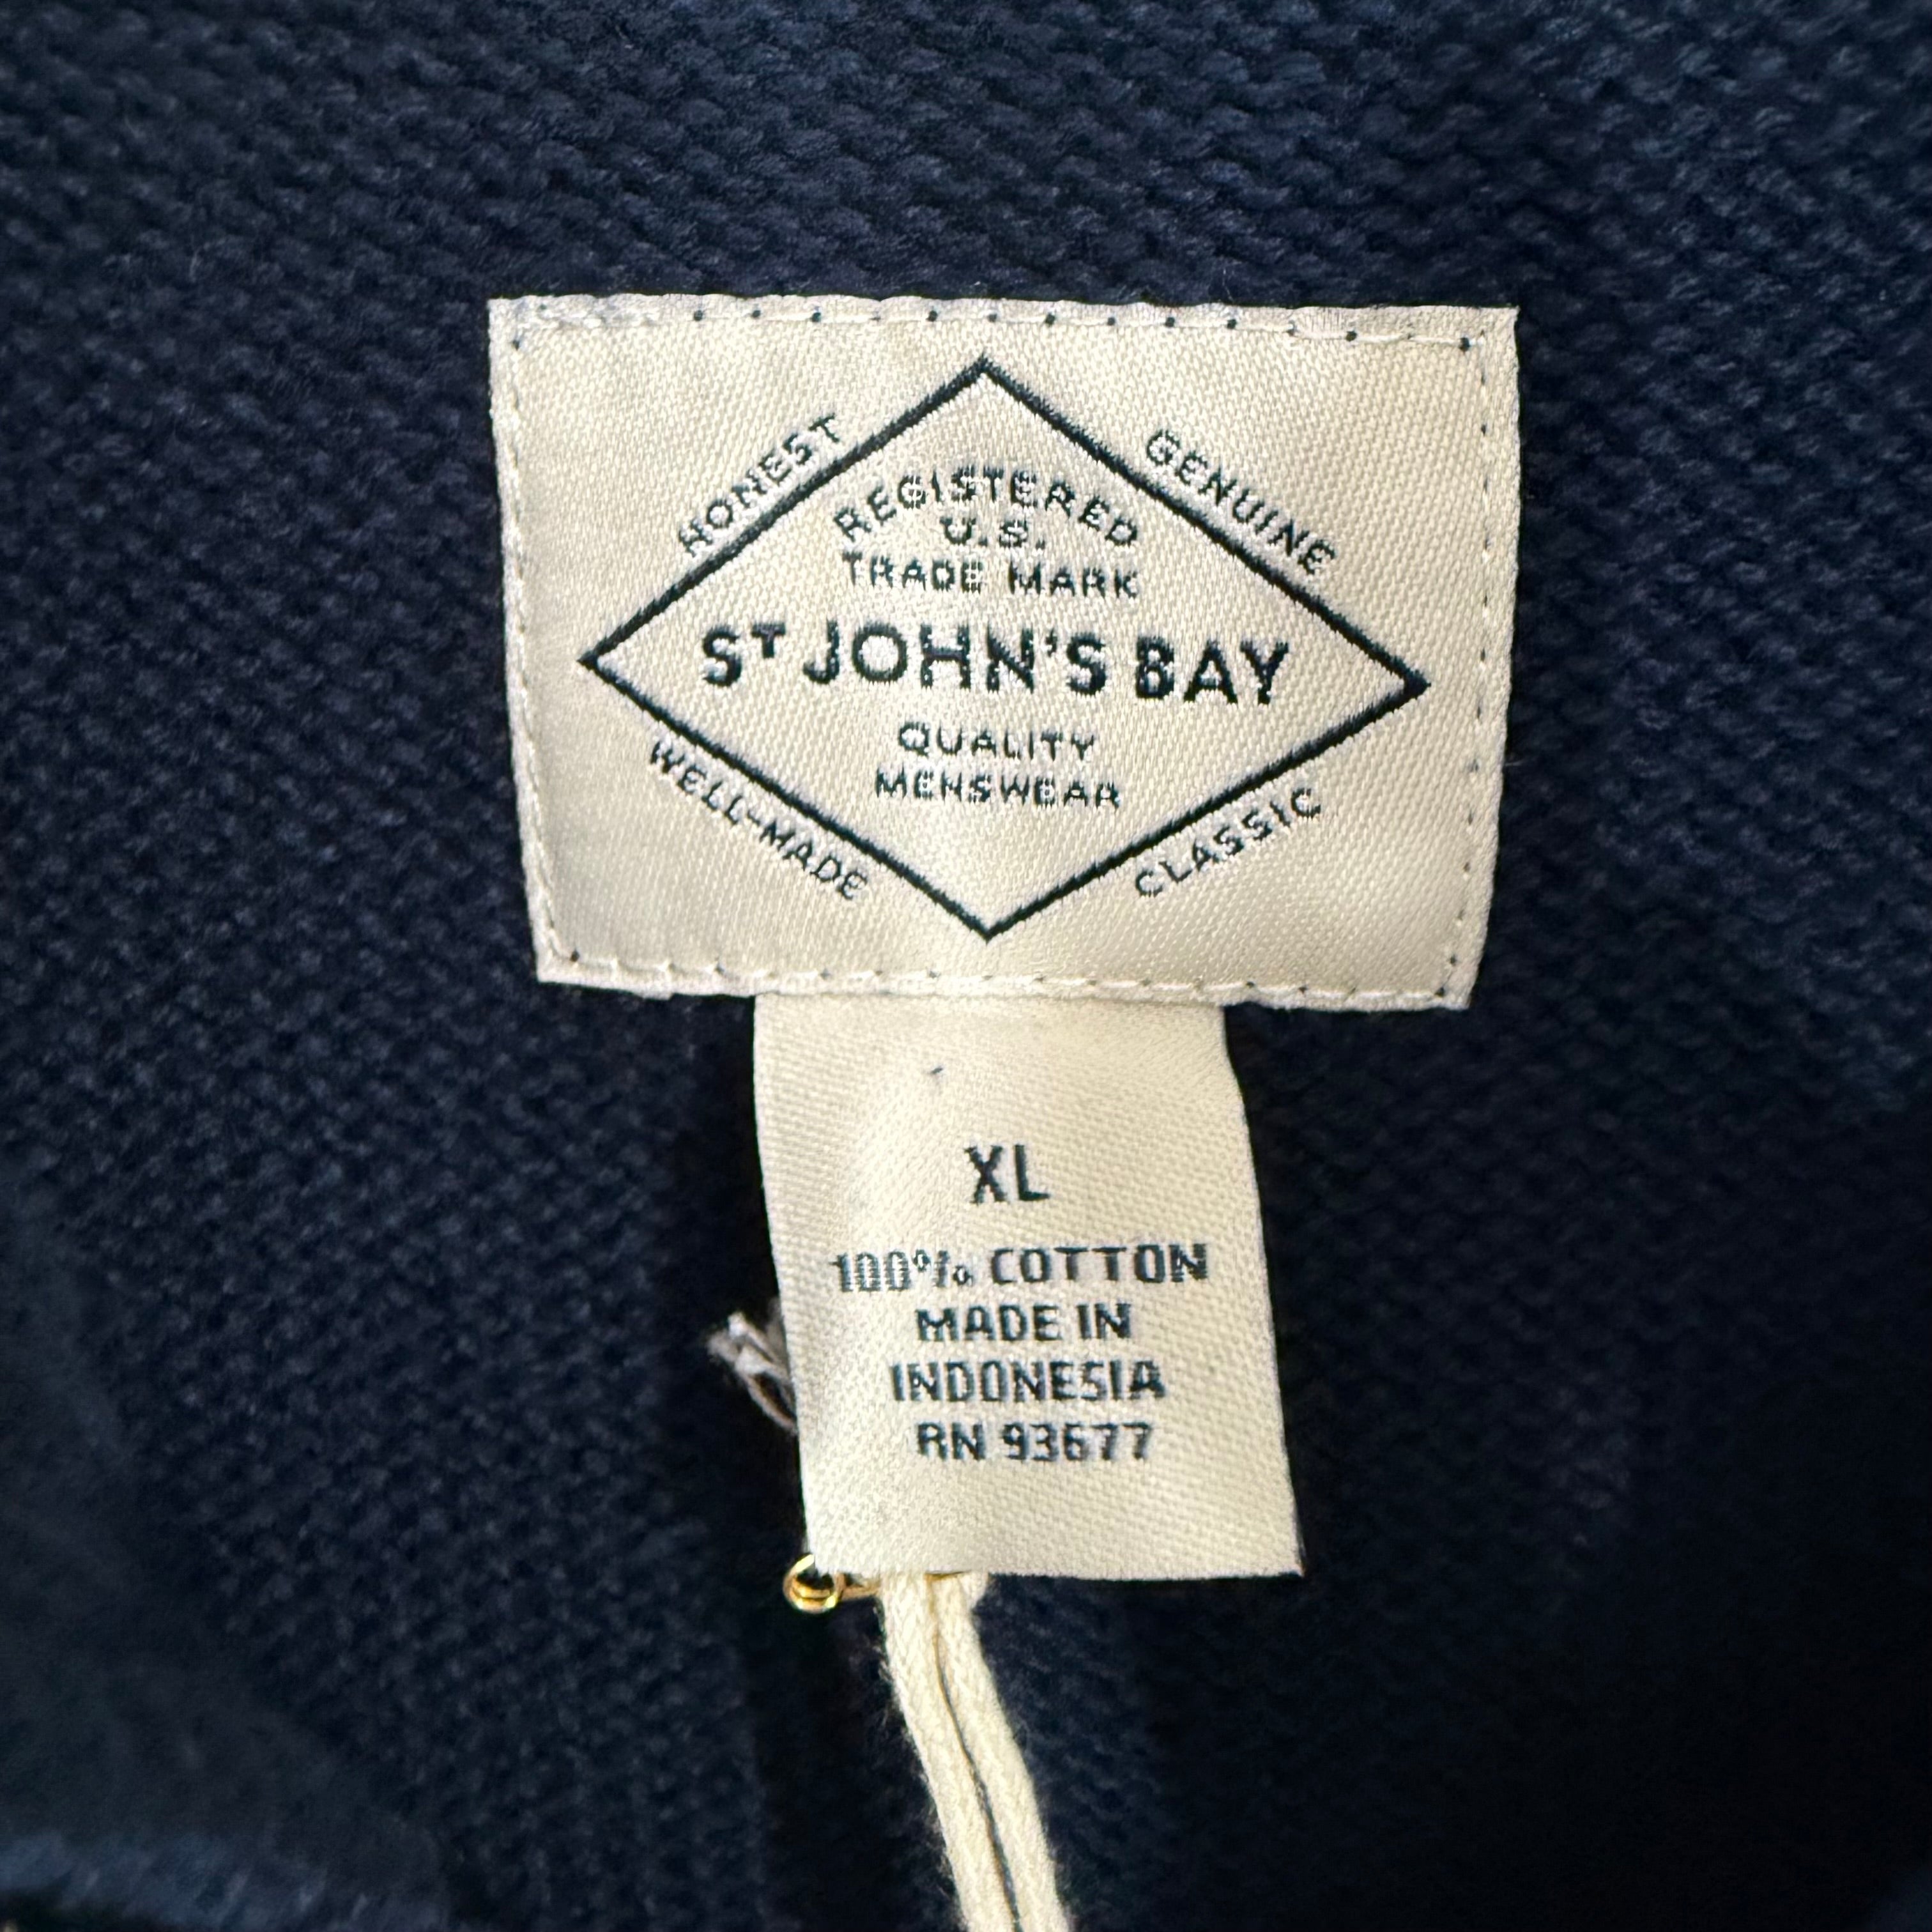 HONEST
GENUINE
REGISTERED
U.S.
TRADE MARK
ST JOHN'S BAY
QUALITY
MENSWEAR
WELL-MADE
CLASSIC
XL
100% COTTON
MADE IN
INDONESIA
RN 93677